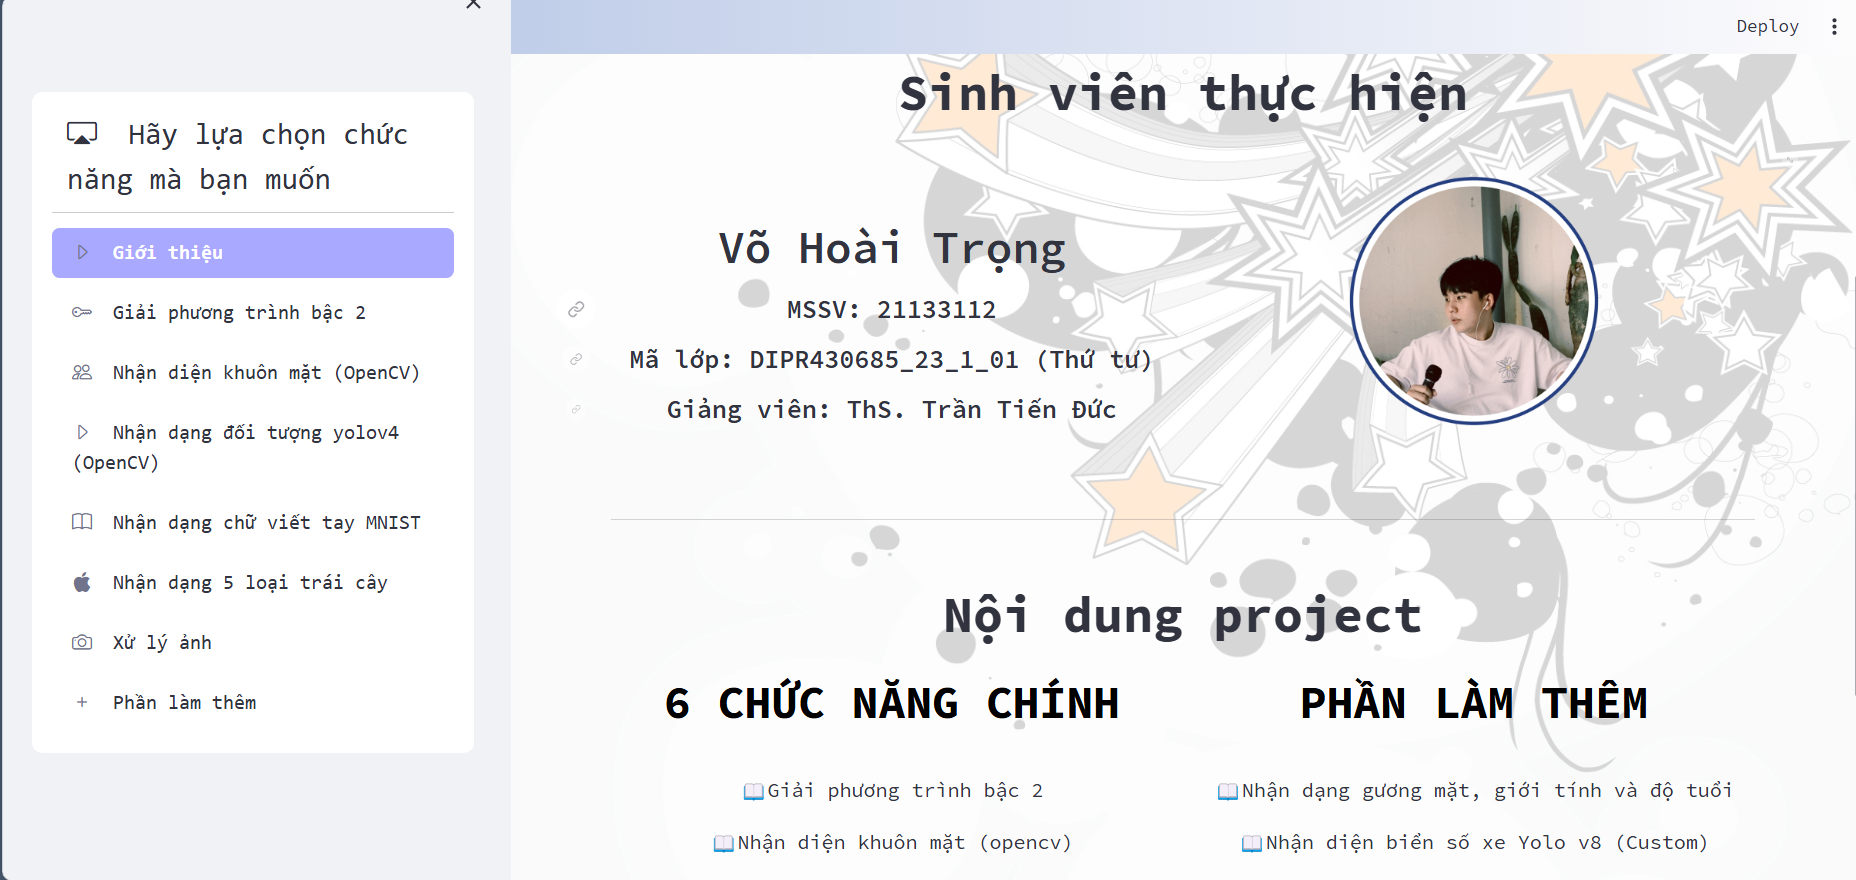 Hãy lựa chọn chức
năng mà bạn muốn
Giới thiệu
Giải phương trình bậc 2
Nhận diện khuôn mặt (OpenCV)
Nhận dạng đối tượng yolov4
(OpenCV)
Nhận dạng chữ viết tay MNIST
Nhận dạng 5 loại trái cây
Xử lý ảnh
Phần làm thêm
Deploy
Sinh viên thực hiện
Võ Hoài Trọng
MSSV: 21133112
Mã lớp: DIPR430685_23_1_01 (Thứ tư)
Giảng viên: ThS. Trần Tiến Đức
Nội dung project
6 CHỨC NĂNG CHÍNH
Giải phương trình bậc 2
Nhận diện khuôn mặt (opencv)
PHẦN LÀM THÊM
Nhận dạng gương mặt, giới tính và độ tuổi
Nhận diện biển số xe Yolo v8 (Custom)